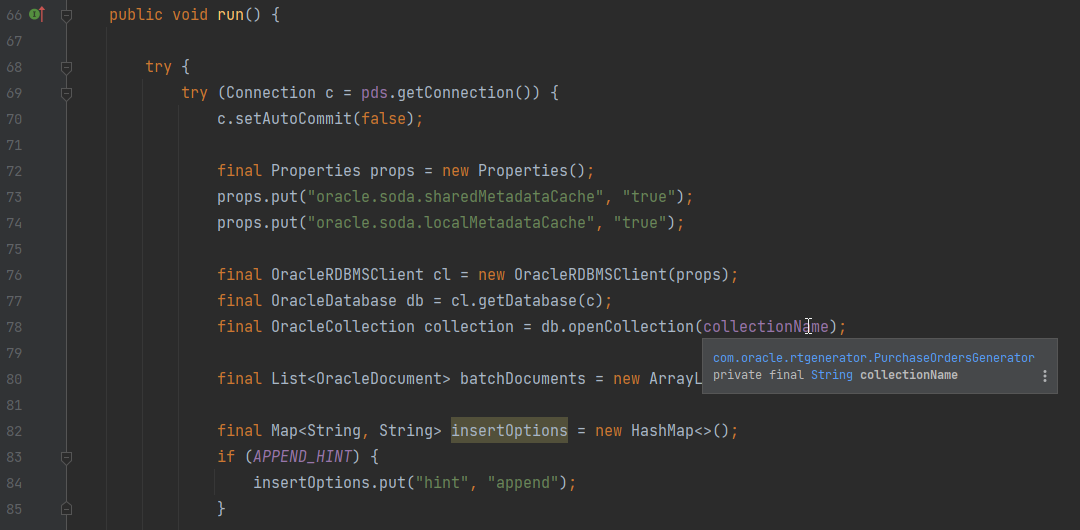 66 public void run() {
67
68 try {
69 try (Connection c = pds.getConnection()) {
70 c.setAutoCommit(false);
71
72 final Properties props = new Properties();
73 props.put("oracle.soda.sharedMetadataCache", "true");
74 props.put("oracle.soda.localMetadataCache", "true");
75
76 final OracleRDBMSClient cl = new OracleRDBMSClient(props);
77 final OracleDatabase db = cl.getDatabase(c);
78 final OracleCollection collection = db.openCollection(collectionName);
79
com.oracle.rtgenerator.PurchaseOrdersGenerator
private final String collectionName
80 final List<OracleDocument> batchDocuments = new ArrayL
81
82 final Map<String, String> insertOptions = new HashMap<>();
83 if (APPEND_HINT) {
84 insertOptions.put("hint", "append");
85 }